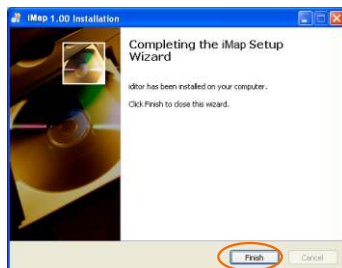 iMap 1.00 Installation
Completing the iMap Setup
Wizard
iditor has been installed on your computer.
Click Finish to close this wizard.
Finish
Cancel